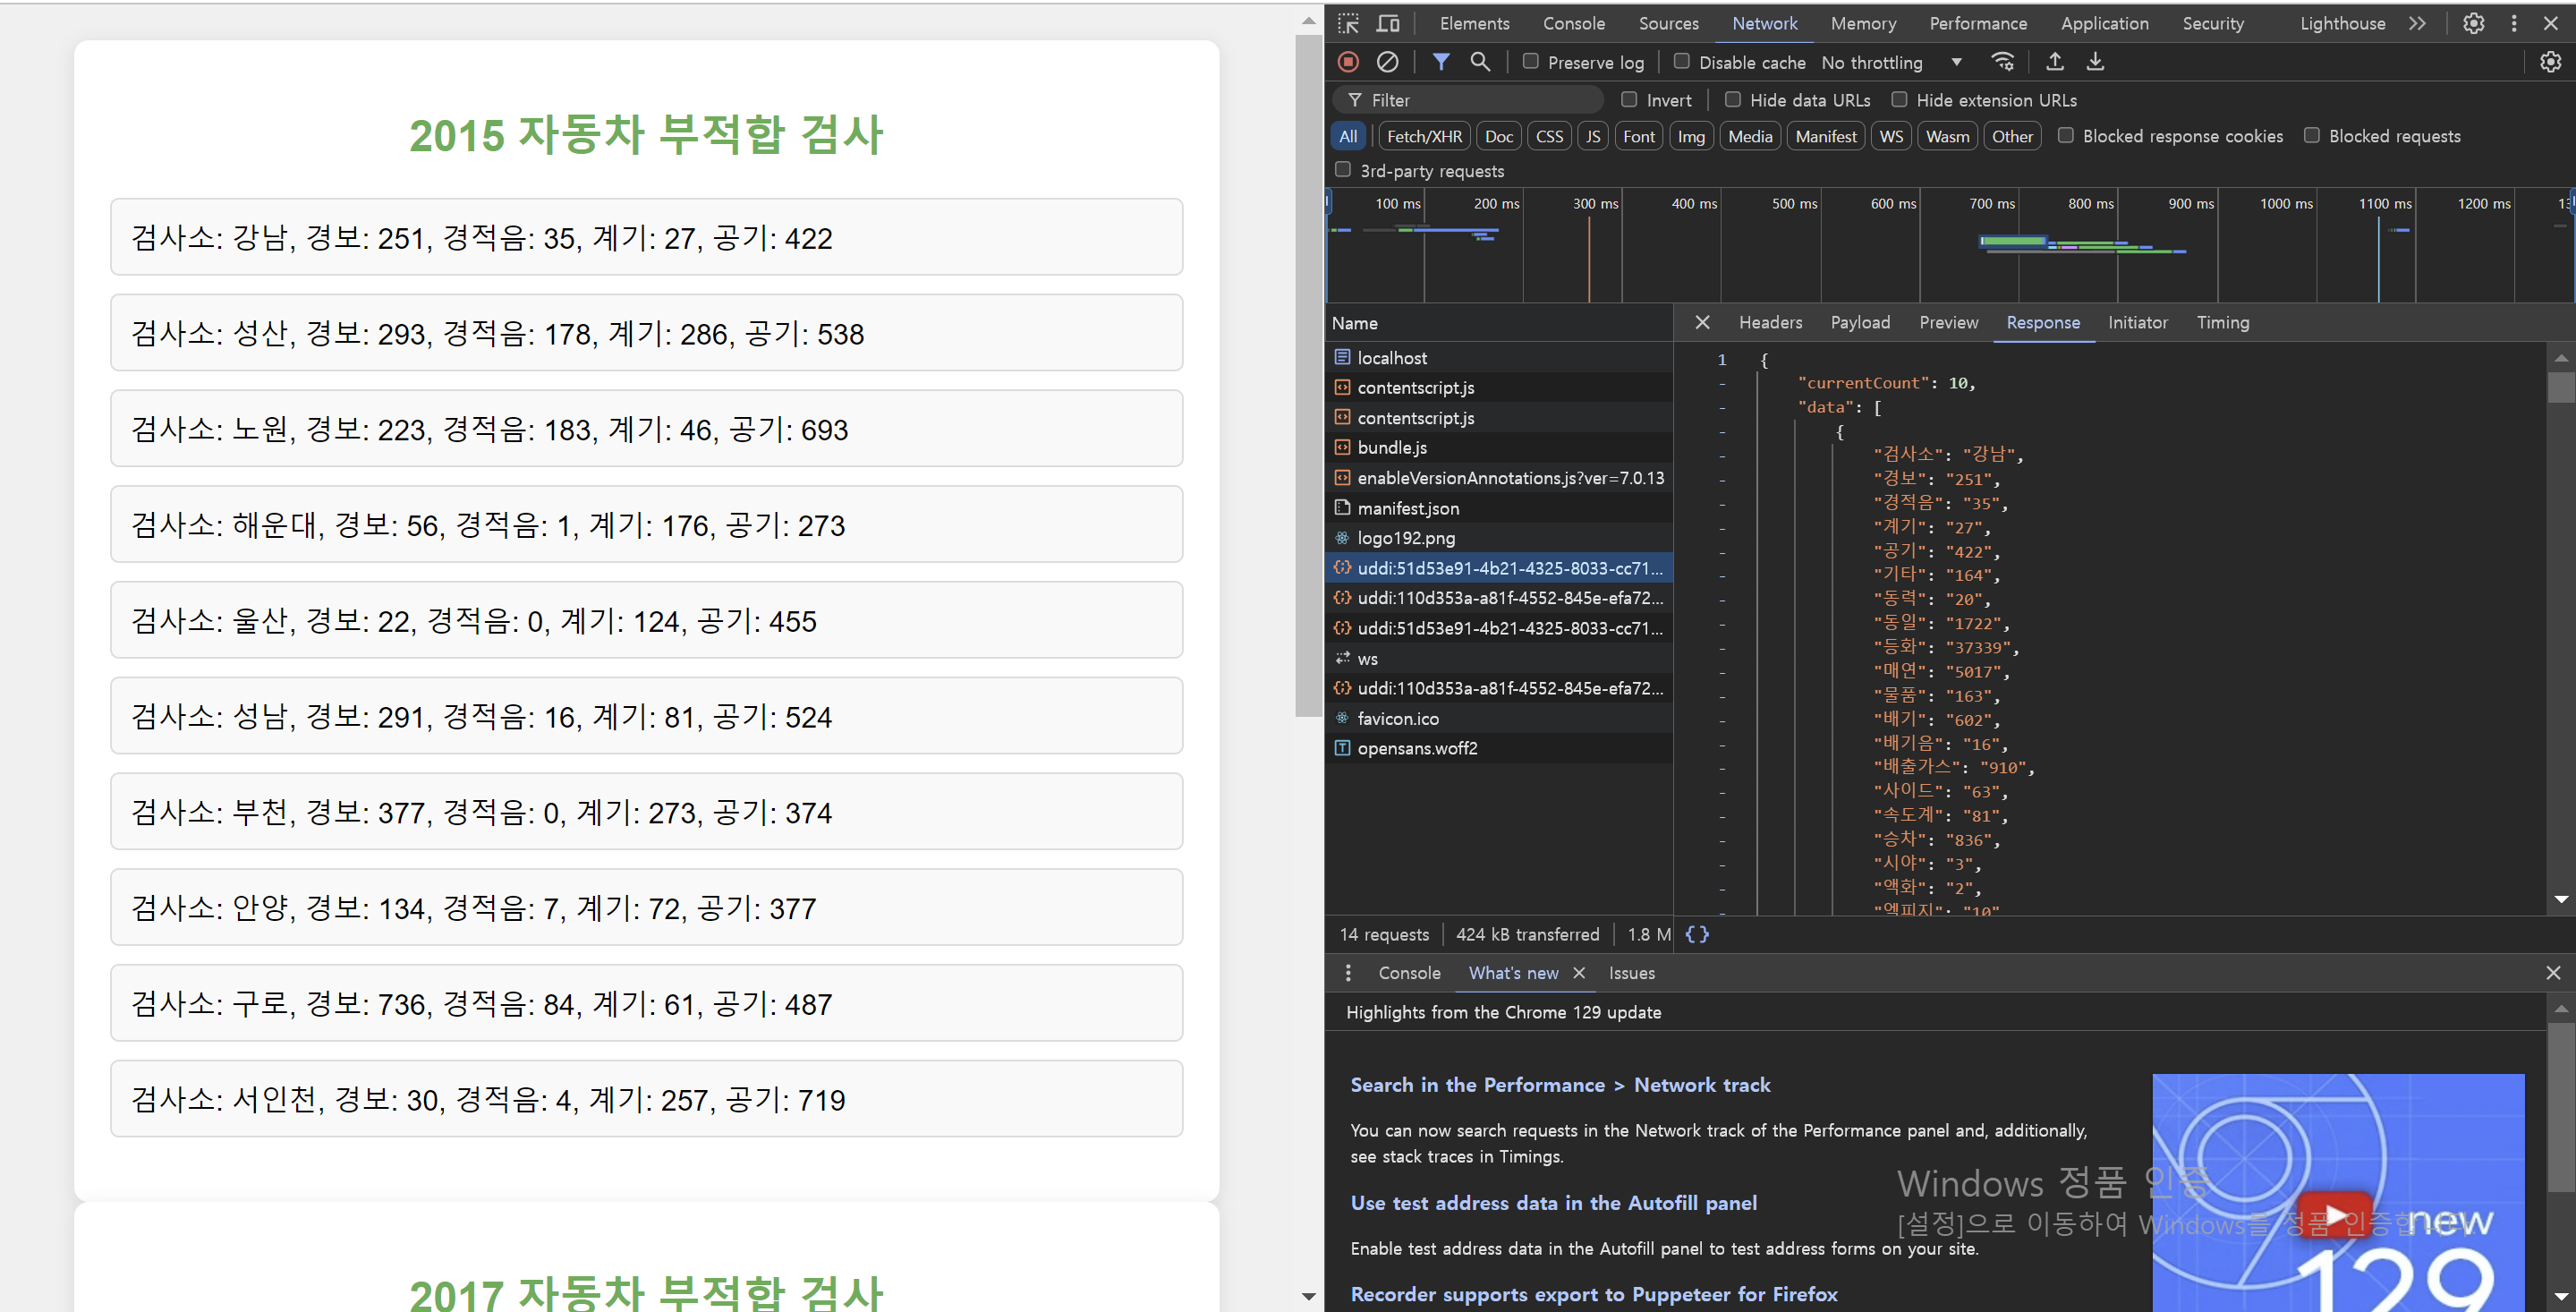 2015 자동차 부적합 검사
검사소: 강남, 경보: 251, 경적음: 35, 계기: 27, 공기: 422
검사소: 성산, 경보: 293, 경적음: 178, 계기: 286, 공기: 538
검사소: 노원, 경보: 223, 경적음: 183, 계기: 46, 공기: 693
검사소: 해운대, 경보: 56, 경적음: 1, 계기: 176, 공기: 273
검사소: 울산, 경보: 22, 경적음: 0, 계기: 124, 공기: 455
검사소: 성남, 경보: 291, 경적음: 16, 계기: 81, 공기: 524
검사소: 부천, 경보: 377, 경적음: 0, 계기: 273, 공기: 374
검사소: 안양, 경보: 134, 경적음: 7, 계기: 72, 공기: 377
검사소: 구로, 경보: 736, 경적음: 84, 계기: 61, 공기: 487
검사소: 서인천, 경보: 30, 경적음: 4, 계기: 257, 공기: 719
2017 자동차 부적합 검사
Elements Console Sources Network Memory Performance Application Security Lighthouse
Preserve log Disable cache No throttling
Filter Invert Hide data URLs Hide extension URLs
All Fetch/XHR Doc CSS JS Font Img Media Manifest WS Wasm Other Blocked response cookies Blocked requests
3rd-party requests
100 ms 200 ms 300 ms 400 ms 500 ms 600 ms 700 ms 800 ms 900 ms 1000 ms 1100 ms 1200 ms
Name
localhost
contentscript.js
contentscript.js
bundle.js
enableVersionAnnotations.js?ver=7.0.13
manifest.json
logo192.png
uddi:51d53e91-4b21-4325-8033-cc71...
uddi:110d353a-a81f-4552-845e-efa72...
uddi:51d53e91-4b21-4325-8033-cc71...
ws
uddi:110d353a-a81f-4552-845e-efa72...
favicon.ico
opensans.woff2
14 requests 424 kB transferred 1.8 M
Headers Payload Preview Response Initiator Timing
1 {
- "currentCount": 10,
- "data": [
- {
- "검사소": "강남",
- "경보": "251",
- "경적음": "35",
- "계기": "27",
- "공기": "422",
- "기타": "164",
- "동력": "20",
- "동일": "1722",
- "등화": "37339",
- "매연": "5017",
- "물품": "163",
- "배기": "602",
- "배기음": "16",
- "배출가스": "910",
- "사이드": "63",
- "속도계": "81",
- "승차": "836",
- "시야": "3",
- "액화": "2",
- "엘피지": "10"
{}
Console What's new Issues
Highlights from the Chrome 129 update
Search in the Performance > Network track
You can now search requests in the Network track of the Performance panel and, additionally,
see stack traces in Timings.
Use test address data in the Autofill panel
Enable test address data in the Autofill panel to test address forms on your site.
Recorder supports export to Puppeteer for Firefox
new
129
Windows 정품 인증
[설정]으로 이동하여 Windows를 정품 인증합니다.